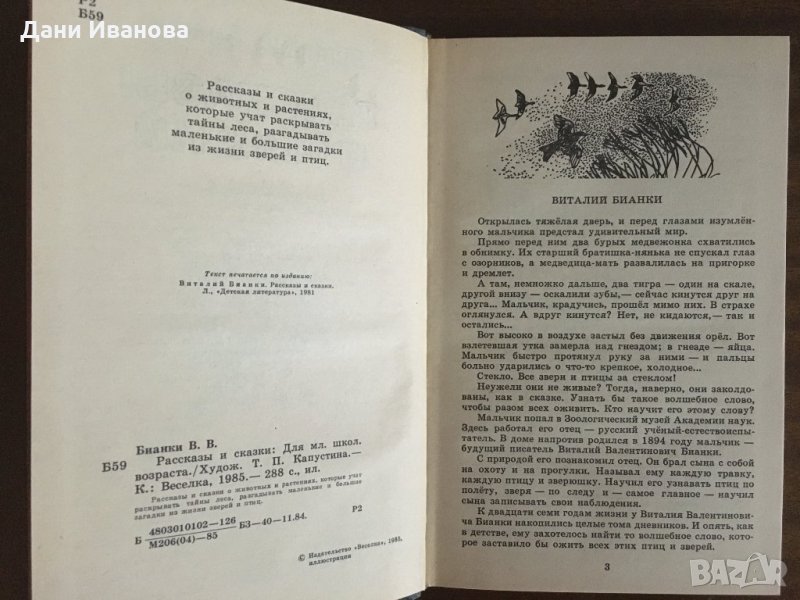 Дани Иванова
Р2
Б59
Рассказы и сказки
о животных и растениях,
которые учат раскрывать
тайны леса, разгадывать
маленькие и большие загадки
из жизни зверей и птиц.
Текст печатается по изданию:
Виталий Бианки. Рассказы и сказки.
Л., «Детская литература», 1981
Бианки В. В.
Б59 Рассказы и сказки: Для мл. школ.
возраста./Худож. Т. П. Капустина.—
К.: Веселка, 1985.— 288 с., ил.
Рассказы и сказки о животных и растениях, которые учат
раскрывать тайны леса, разгадывать маленькие и большие
загадки из жизни зверей и птиц.
Б 4803010102—126 БЗ—40—11.84. Р2
М206(04)—85
© Издательство «Веселка», 1985,
иллюстрации
ВИТАЛИЙ БИАНКИ
Открылась тяжёлая дверь, и перед глазами изумлён-
ного мальчика предстал удивительный мир.
Прямо перед ним два бурых медвежонка схватились
в обнимку. Их старший братишка-нянька не спускал глаз
с озорников, а медведица-мать развалилась на пригорке
и дремлет.
А там, немножко дальше, два тигра — один на скале,
другой внизу — оскалили зубы,— сейчас кинутся друг на
друга... Мальчик, крадучись, прошёл мимо них. В страхе
оглянулся. А вдруг кинутся? Нет, не кидаются,— так и
остались...
Вот высоко в воздухе застыл без движения орёл. Вот
взлетевшая утка замерла над гнездом; в гнезде — яйца.
Мальчик быстро протянул руку за ними — и пальцы
больно ударились о что-то крепкое, холодное...
Стекло. Все звери и птицы за стеклом!
Неужели они не живые? Тогда, наверно, они заколдо-
ваны, как в сказке. Узнать бы такое волшебное слово,
чтобы разом всех оживить. Кто научит его этому слову?
Мальчик попал в Зоологический музей Академии наук.
Здесь работал его отец — русский учёный-естествоис-
пытатель. В доме напротив родился в 1894 году мальчик —
будущий писатель Виталий Валентинович Бианки.
С природой его познакомил отец. Он брал сына с собой
на охоту и на прогулки. Называл ему каждую травку,
каждую птицу и зверюшку. Научил его узнавать птиц по
полёту, зверя — по следу и — самое главное — научил
сына записывать свои наблюдения.
К двадцати семи годам жизни у Виталия Валентинови-
ча Бианки накопились целые тома дневников. И опять, как
в детстве, ему захотелось найти то волшебное слово, кото-
рое заставило бы ожить всех этих птиц и зверей.
3
BAZAR